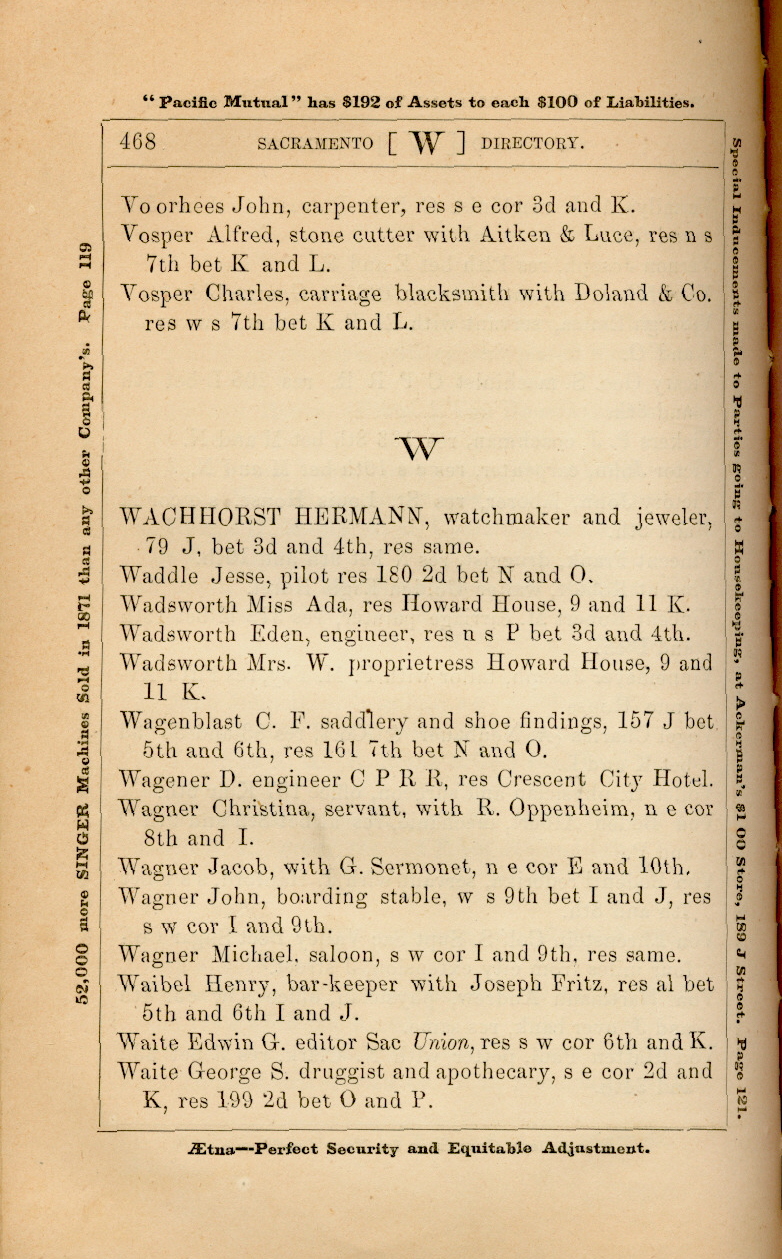 “Pacific Mutual” has $192 of Assets to each $100 of Liabilities.
468 SACRAMENTO [ W ] DIRECTORY.
Voorhees John, carpenter, res s e cor 3d and K.
Vosper Alfred, stone cutter with Aitken & Luce, res n s
7th bet K and L.
Vosper Charles, carriage blacksmith with Doland & Co.
res w s 7th bet K and L.
W
WACHHORST HERMANN, watchmaker and jeweler,
79 J, bet 3d and 4th, res same.
Waddle Jesse, pilot res 180 2d bet N and O.
Wadsworth Miss Ada, res Howard House, 9 and 11 K.
Wadsworth Eden, engineer, res n s P bet 3d and 4th.
Wadsworth Mrs. W. proprietress Howard House, 9 and
11 K.
Wagenblast C. F. saddlery and shoe findings, 157 J bet
5th and 6th, res 161 7th bet N and O.
Wagener D. engineer C P R R, res Crescent City Hotel.
Wagner Christina, servant, with R. Oppenheim, n e cor
8th and I.
Wagner Jacob, with G. Sermonet, n e cor E and 10th.
Wagner John, boarding stable, w s 9th bet I and J, res
s w cor I and 9th.
Wagner Michael, saloon, s w cor I and 9th, res same.
Waibel Henry, bar-keeper with Joseph Fritz, res al bet
5th and 6th I and J.
Waite Edwin G. editor Sac Union, res s w cor 6th and K.
Waite George S. druggist and apothecary, s e cor 2d and
K, res 199 2d bet O and P.
Ætna--Perfect Security and Equitable Adjustment.
52,000 more SINGER Machines Sold in 1871 than any other Company's. Page 119
Special Inducements made to Parties going to Housekeeping, at Ackerman's $1 00 Store, 189 J Street. Page 121.